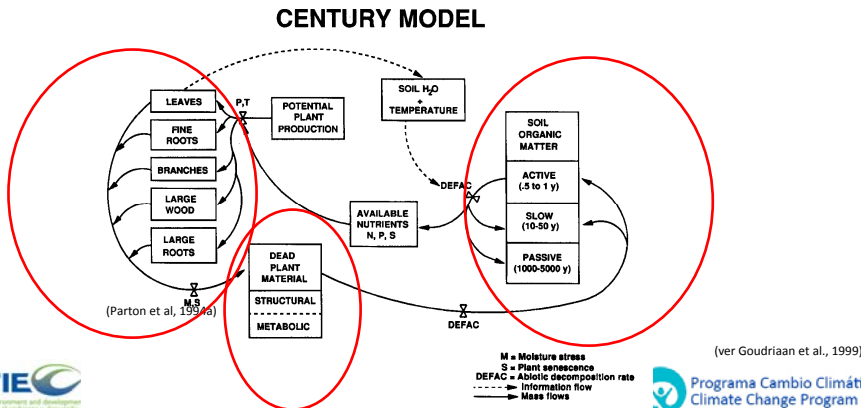 CENTURY MODEL
LEAVES
FINE
ROOTS
BRANCHES
LARGE
WOOD
LARGE
ROOTS
P,T
POTENTIAL
PLANT
PRODUCTION
SOIL H₂O
+
TEMPERATURE
SOIL
ORGANIC
MATTER
ACTIVE
(.5 to 1 y)
SLOW
(10-50 y)
PASSIVE
(1000-5000 y)
DEFAC
AVAILABLE
NUTRIENTS
N, P, S
DEAD
PLANT
MATERIAL
STRUCTURAL
METABOLIC
M,S
(Parton et al, 1994a)
DEFAC
(ver Goudriaan et al., 1999)
M = Moisture stress
S = Plant senescence
DEFAC = Abiotic decomposition rate
Information flow
Mass flows
Programa Cambio Climáti
Climate Change Program